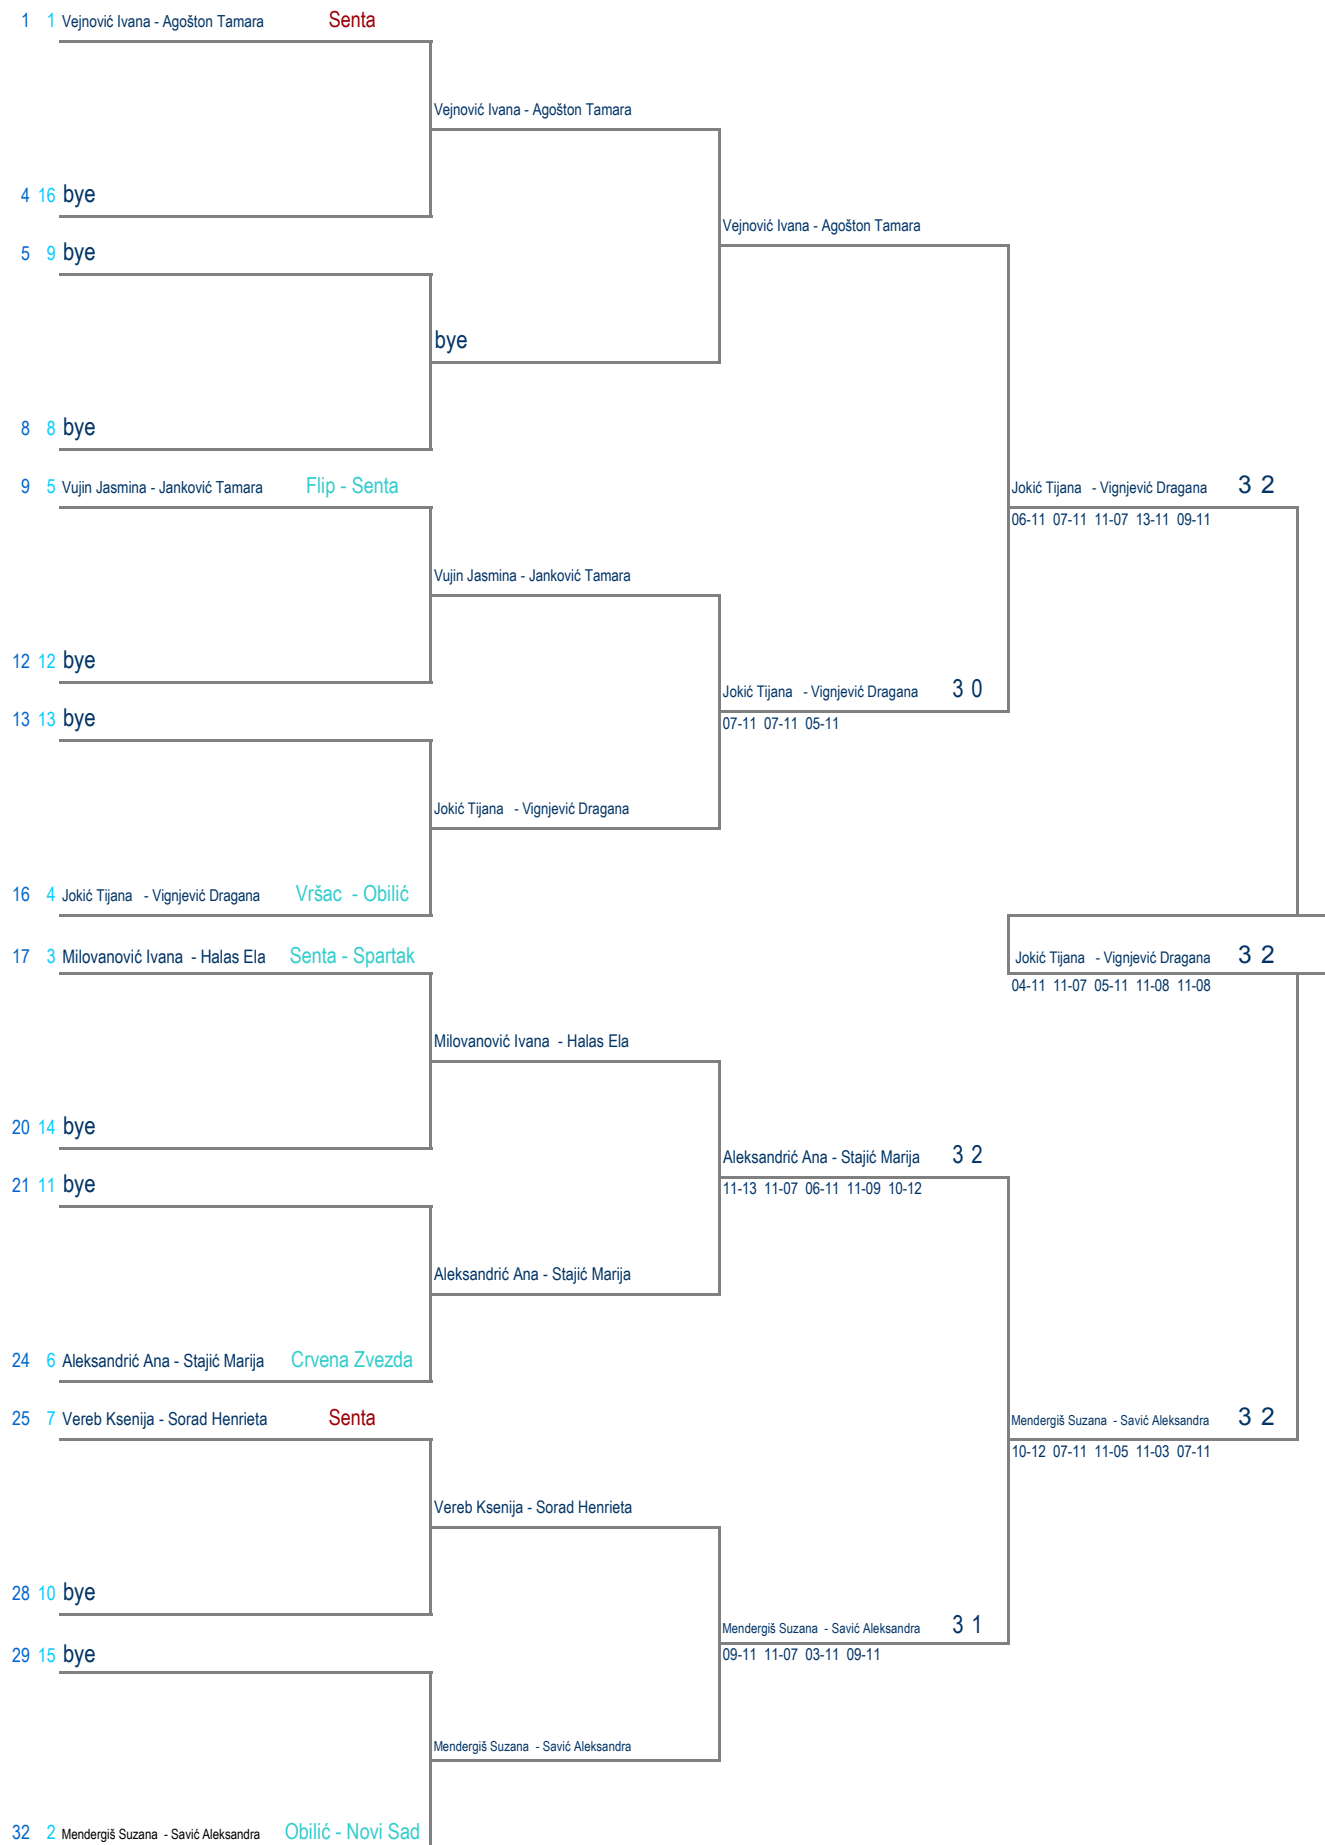 1 1 Vejnović Ivana - Agošton Tamara Senta
Vejnović Ivana - Agošton Tamara
4 16 bye
Vejnović Ivana - Agošton Tamara
5 9 bye
bye
8 8 bye
9 5 Vujin Jasmina - Janković Tamara Flip - Senta
Jokić Tijana - Vignjević Dragana 3 2
06-11 07-11 11-07 13-11 09-11
Vujin Jasmina - Janković Tamara
12 12 bye
Jokić Tijana - Vignjević Dragana 3 0
13 13 bye
07-11 07-11 05-11
Jokić Tijana - Vignjević Dragana
16 4 Jokić Tijana - Vignjević Dragana Vršac - Obilić
17 3 Milovanović Ivana - Halas Ela Senta - Spartak
Jokić Tijana - Vignjević Dragana 3 2
04-11 11-07 05-11 11-08 11-08
Milovanović Ivana - Halas Ela
20 14 bye
Aleksandrić Ana - Stajić Marija 3 2
21 11 bye
11-13 11-07 06-11 11-09 10-12
Aleksandrić Ana - Stajić Marija
24 6 Aleksandrić Ana - Stajić Marija Crvena Zvezda
25 7 Vereb Ksenija - Sorad Henrieta Senta
Mendergiš Suzana - Savić Aleksandra 3 2
10-12 07-11 11-05 11-03 07-11
Vereb Ksenija - Sorad Henrieta
28 10 bye
Mendergiš Suzana - Savić Aleksandra 3 1
29 15 bye
09-11 11-07 03-11 09-11
Mendergiš Suzana - Savić Aleksandra
32 2 Mendergiš Suzana - Savić Aleksandra Obilić - Novi Sad